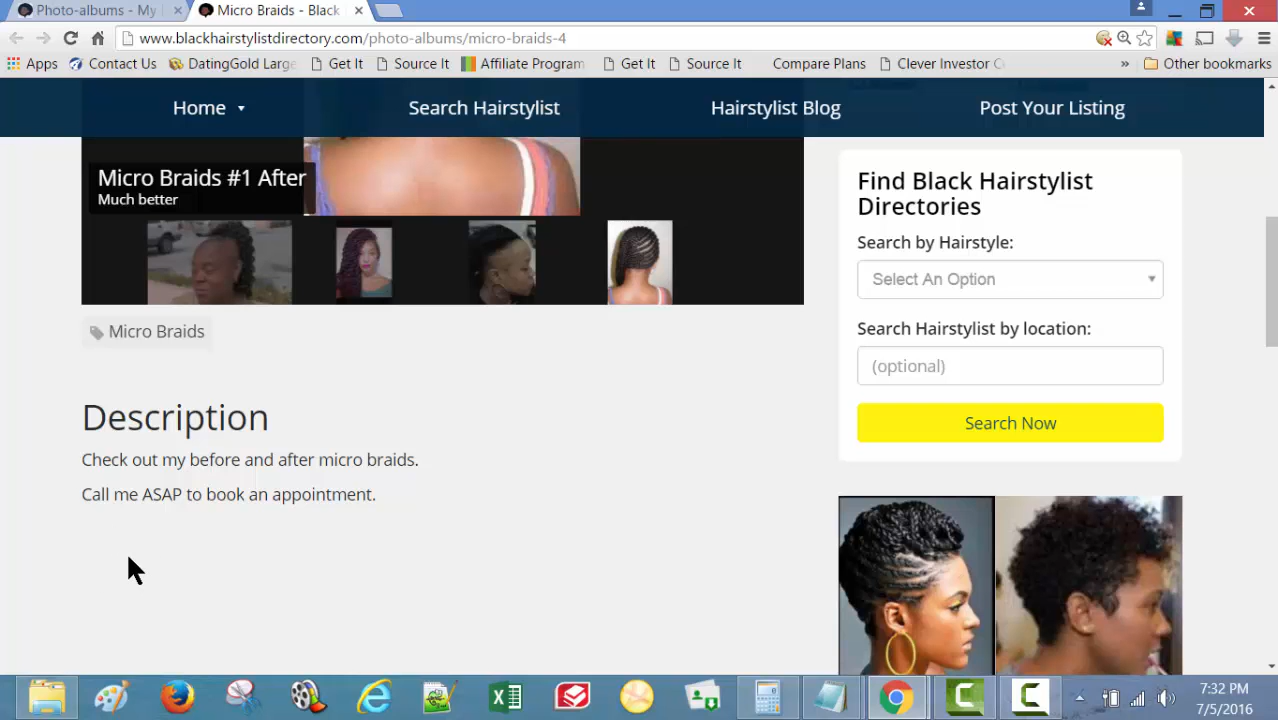 Photo-albums - My
Micro Braids - Black
www.blackhairstylistdirectory.com/photo-albums/micro-braids-4
Apps Contact Us DatingGold Large Get It Source It Affiliate Program Get It Source It Compare Plans Clever Investor » Other bookmarks
Home Search Hairstylist Hairstylist Blog Post Your Listing
Micro Braids #1 After
Much better
Micro Braids
Description
Check out my before and after micro braids.
Call me ASAP to book an appointment.
Find Black Hairstylist
Directories
Search by Hairstyle:
Select An Option
Search Hairstylist by location:
(optional)
Search Now
7:32 PM
7/5/2016